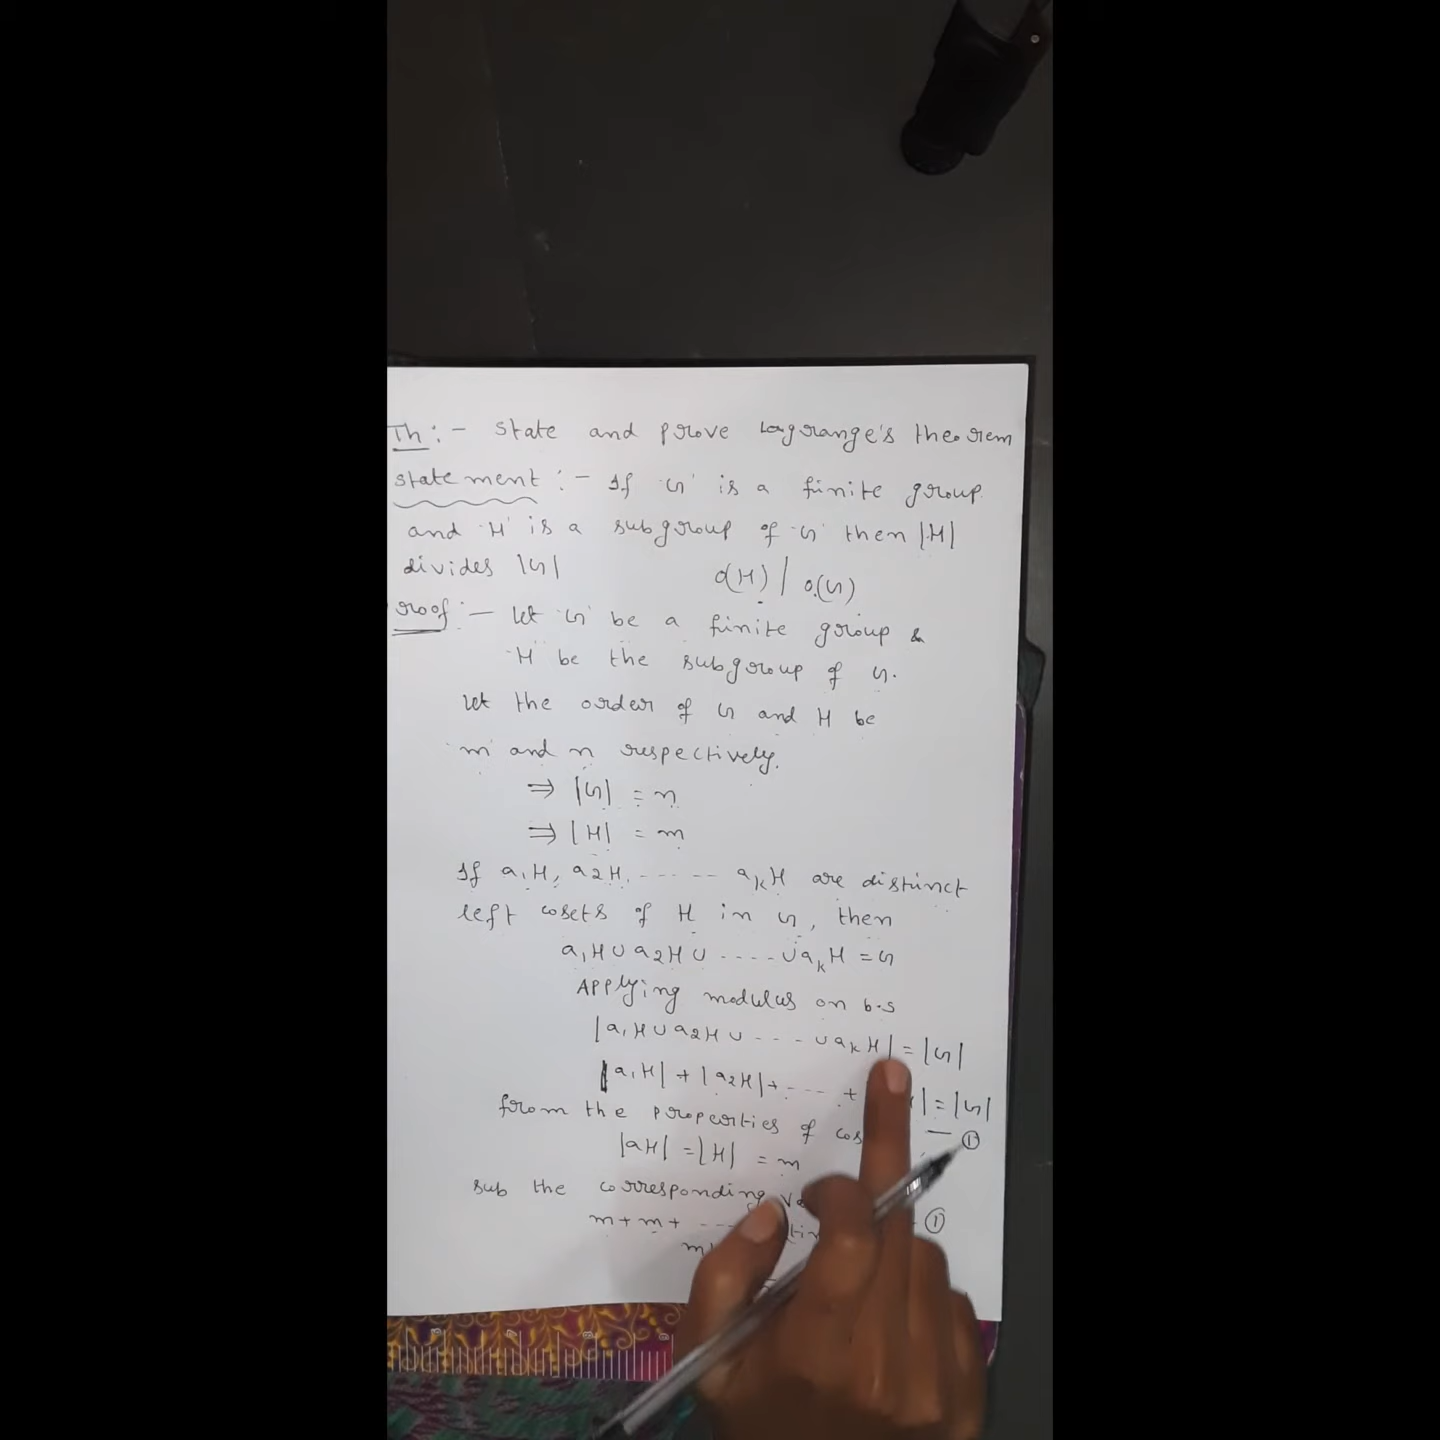 Th:- State and prove Lagrange's theorem
Statement:- If 'G' is a finite group
and 'H' is a subgroup of 'G' then |H|
divides |G| o(H) | o(G)
roof:- Let 'G' be a finite group &
'H' be the subgroup of G.
Let the order of G and H be
'm' and n respectively.
⇒ |G| = n
⇒ |H| = m
If a₁H, a2H, ----- aₖH are distinct
left cosets of H in G, then
a₁H ∪ a2H ∪ ---- ∪ aₖH = G
Applying modulus on b.s
|a₁H ∪ a2H ∪ ---- ∪ aₖH| = |G|
|a₁H| + |a2H| + ---- + | = |G|
from the properties of cos — ①
|aH| = |H| = m
sub the corresponding ①
m + m + ---